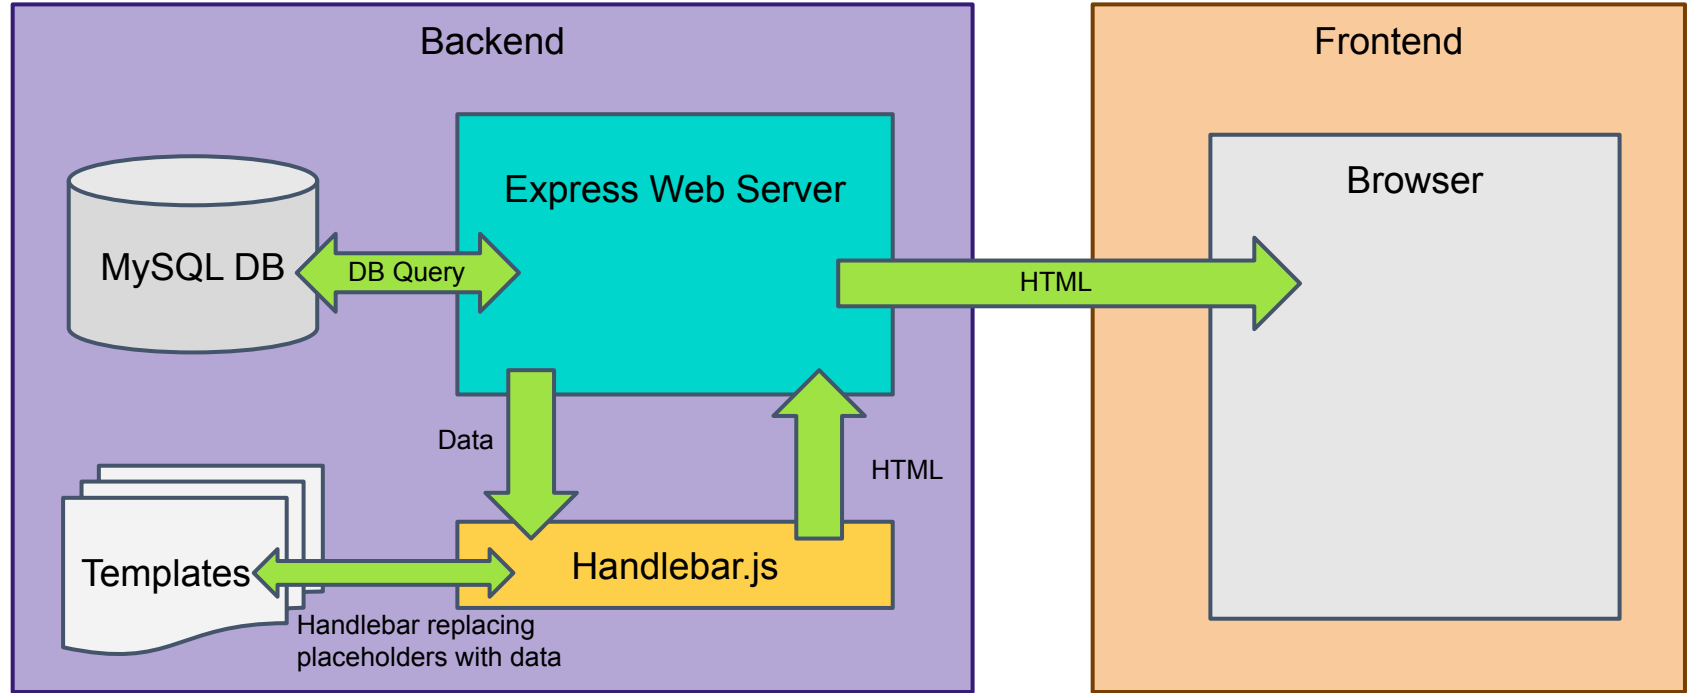 Backend
Frontend
Express Web Server
Browser
MySQL DB
DB Query
HTML
Data
HTML
Templates
Handlebar.js
Handlebar replacing
placeholders with data